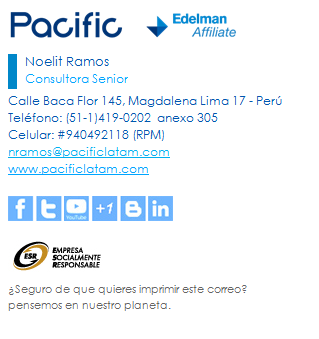 Pacific
Edelman
Affiliate
Noelit Ramos
Consultora Senior
Calle Baca Flor 145, Magdalena Lima 17 - Perú
Teléfono: (51-1)419-0202 anexo 305
Celular: #940492118 (RPM)
nramos@pacificlatam.com
www.pacificlatam.com
f t You YOUTUBE +1 B in
ESR
EMPRESA
SOCIALMENTE
RESPONSABLE
¿Seguro de que quieres imprimir este correo?
pensemos en nuestro planeta.